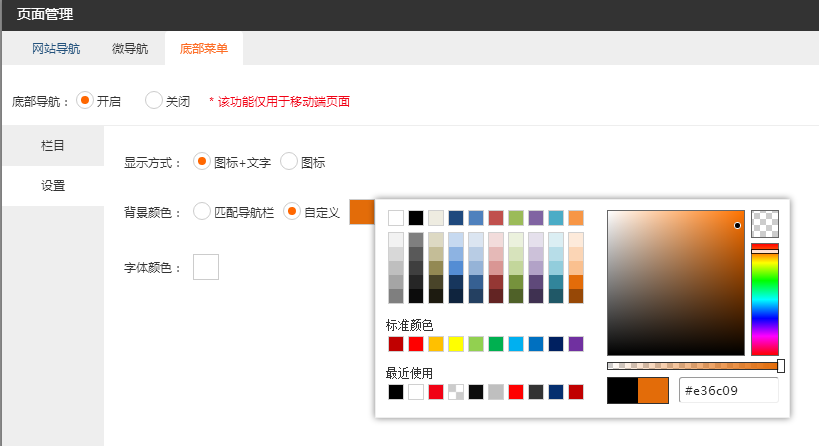 页面管理
网站导航 微导航 底部菜单
底部导航： 开启 关闭 * 该功能仅用于移动端页面
栏目
设置
显示方式： 图标+文字 图标
背景颜色： 匹配导航栏 自定义
字体颜色：
标准颜色
最近使用
#e36c09